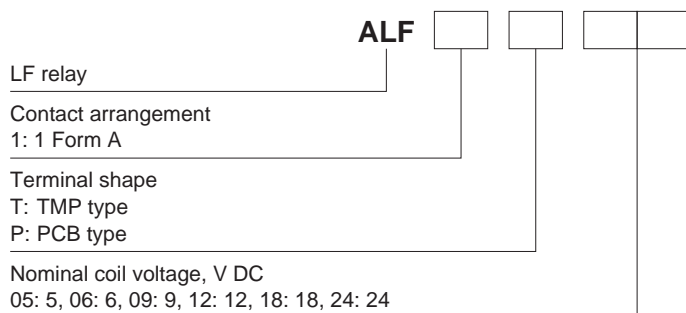 ALF
LF relay
Contact arrangement
1: 1 Form A
Terminal shape
T: TMP type
P: PCB type
Nominal coil voltage, V DC
05: 5, 06: 6, 09: 9, 12: 12, 18: 18, 24: 24